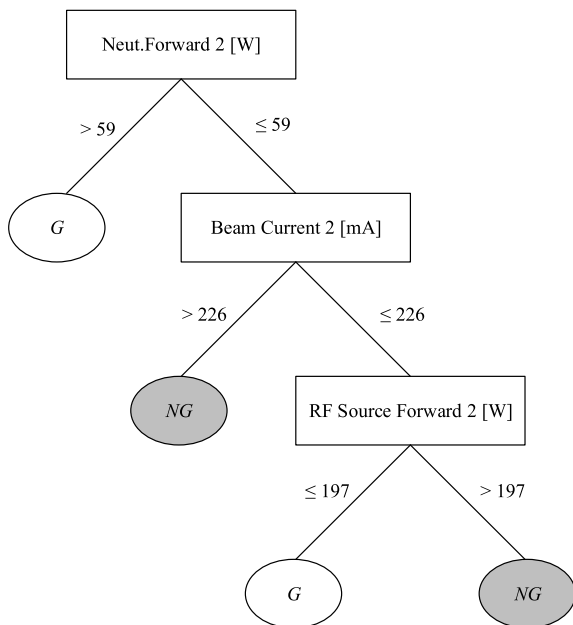 Neut.Forward 2 [W]
> 59
≤ 59
G
Beam Current 2 [mA]
> 226
≤ 226
NG
RF Source Forward 2 [W]
≤ 197
> 197
G
NG